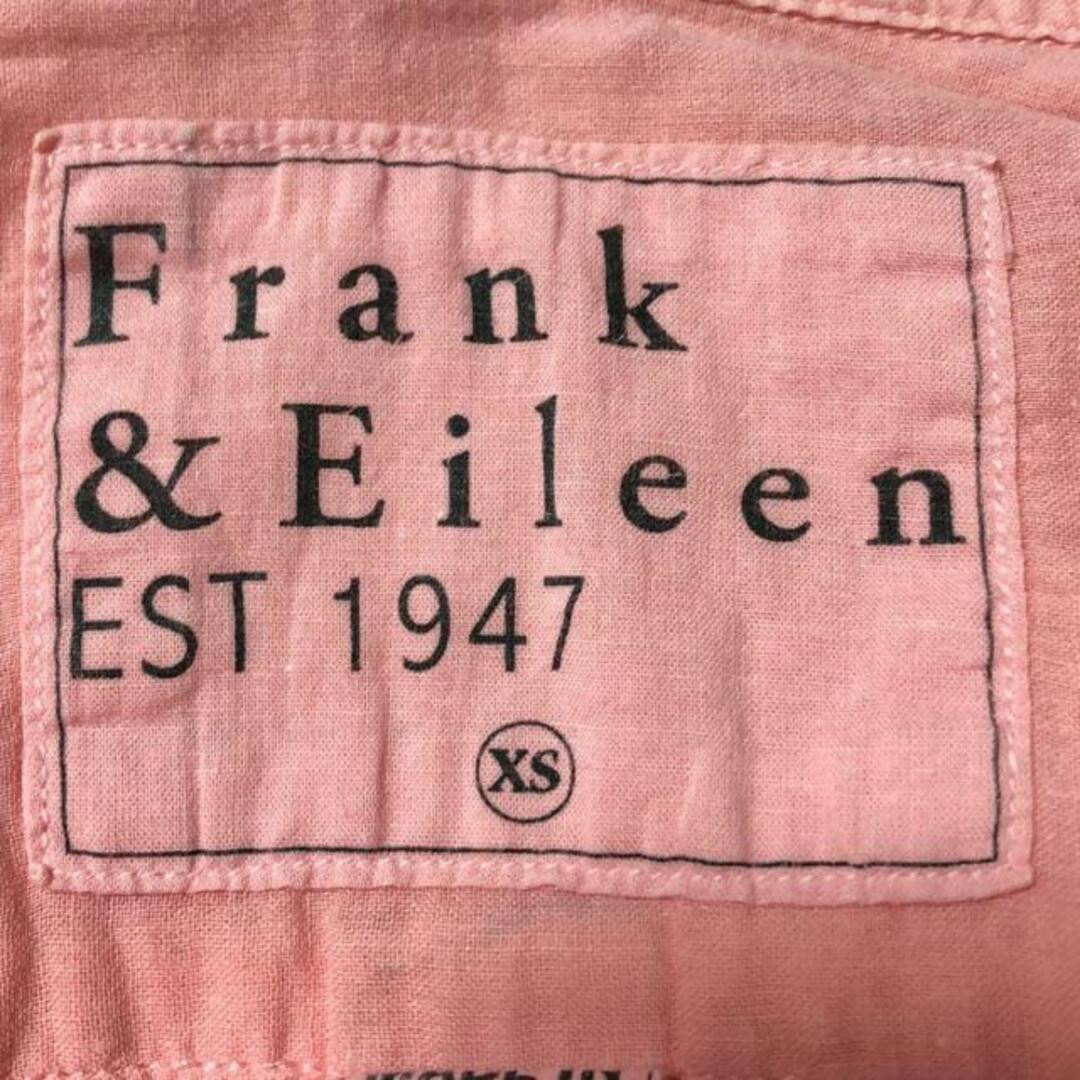 Frank
& Eileen
EST 1947
XS